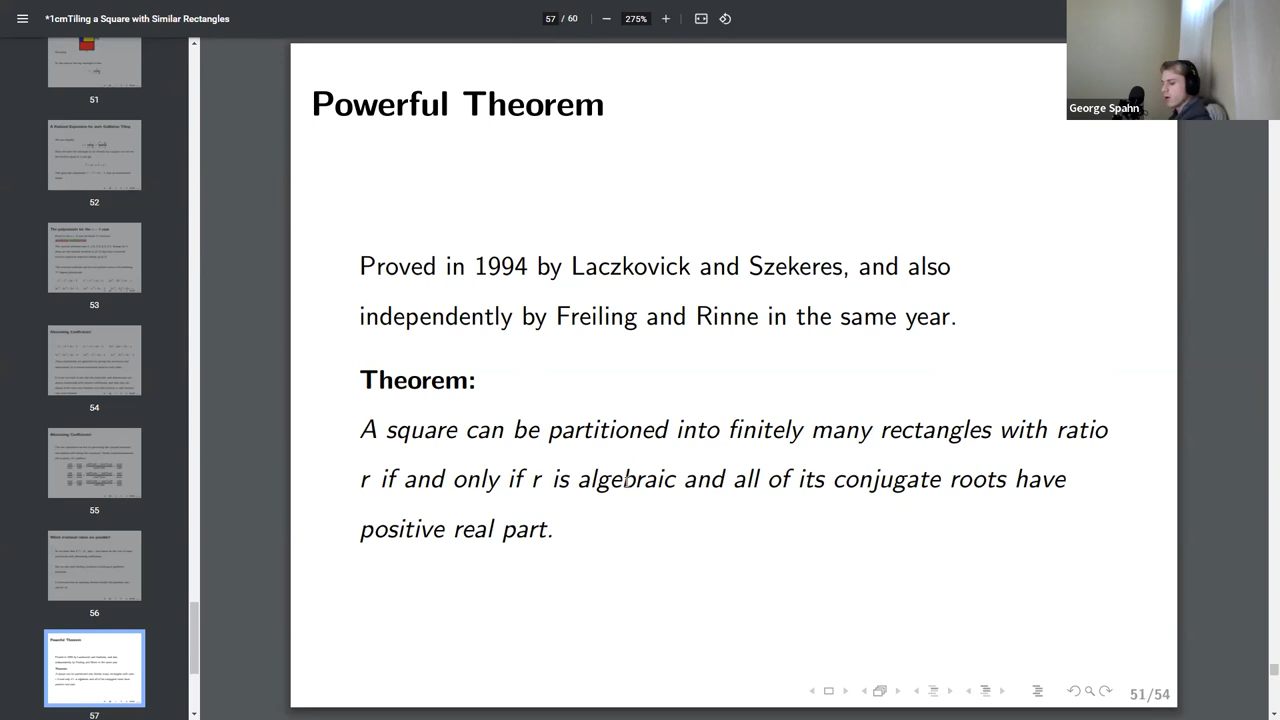 *1cmTiling a Square with Similar Rectangles
57 / 60
275%
George Spahn
51
52
53
54
55
56
Powerful Theorem
57
Powerful Theorem
Proved in 1994 by Laczkovick and Szekeres, and also
independently by Freiling and Rinne in the same year.
Theorem:
A square can be partitioned into finitely many rectangles with ratio
r if and only if r is algebraic and all of its conjugate roots have
positive real part.
51/54